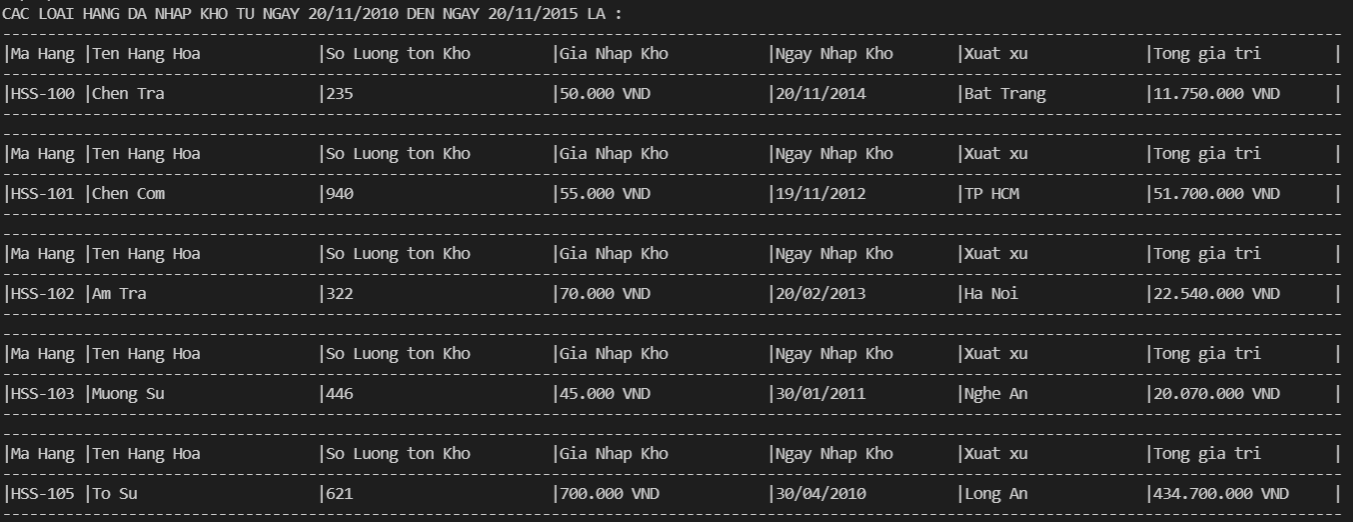 CAC LOAI HANG DA NHAP KHO TU NGAY 20/11/2010 DEN NGAY 20/11/2015 LA :
|Ma Hang |Ten Hang Hoa |So Luong ton Kho |Gia Nhap Kho |Ngay Nhap Kho |Xuat xu |Tong gia tri |
|HSS-100 |Chen Tra |235 |50.000 VND |20/11/2014 |Bat Trang |11.750.000 VND |
|Ma Hang |Ten Hang Hoa |So Luong ton Kho |Gia Nhap Kho |Ngay Nhap Kho |Xuat xu |Tong gia tri |
|HSS-101 |Chen Com |940 |55.000 VND |19/11/2012 |TP HCM |51.700.000 VND |
|Ma Hang |Ten Hang Hoa |So Luong ton Kho |Gia Nhap Kho |Ngay Nhap Kho |Xuat xu |Tong gia tri |
|HSS-102 |Am Tra |322 |70.000 VND |20/02/2013 |Ha Noi |22.540.000 VND |
|Ma Hang |Ten Hang Hoa |So Luong ton Kho |Gia Nhap Kho |Ngay Nhap Kho |Xuat xu |Tong gia tri |
|HSS-103 |Muong Su |446 |45.000 VND |30/01/2011 |Nghe An |20.070.000 VND |
|Ma Hang |Ten Hang Hoa |So Luong ton Kho |Gia Nhap Kho |Ngay Nhap Kho |Xuat xu |Tong gia tri |
|HSS-105 |To Su |621 |700.000 VND |30/04/2010 |Long An |434.700.000 VND |